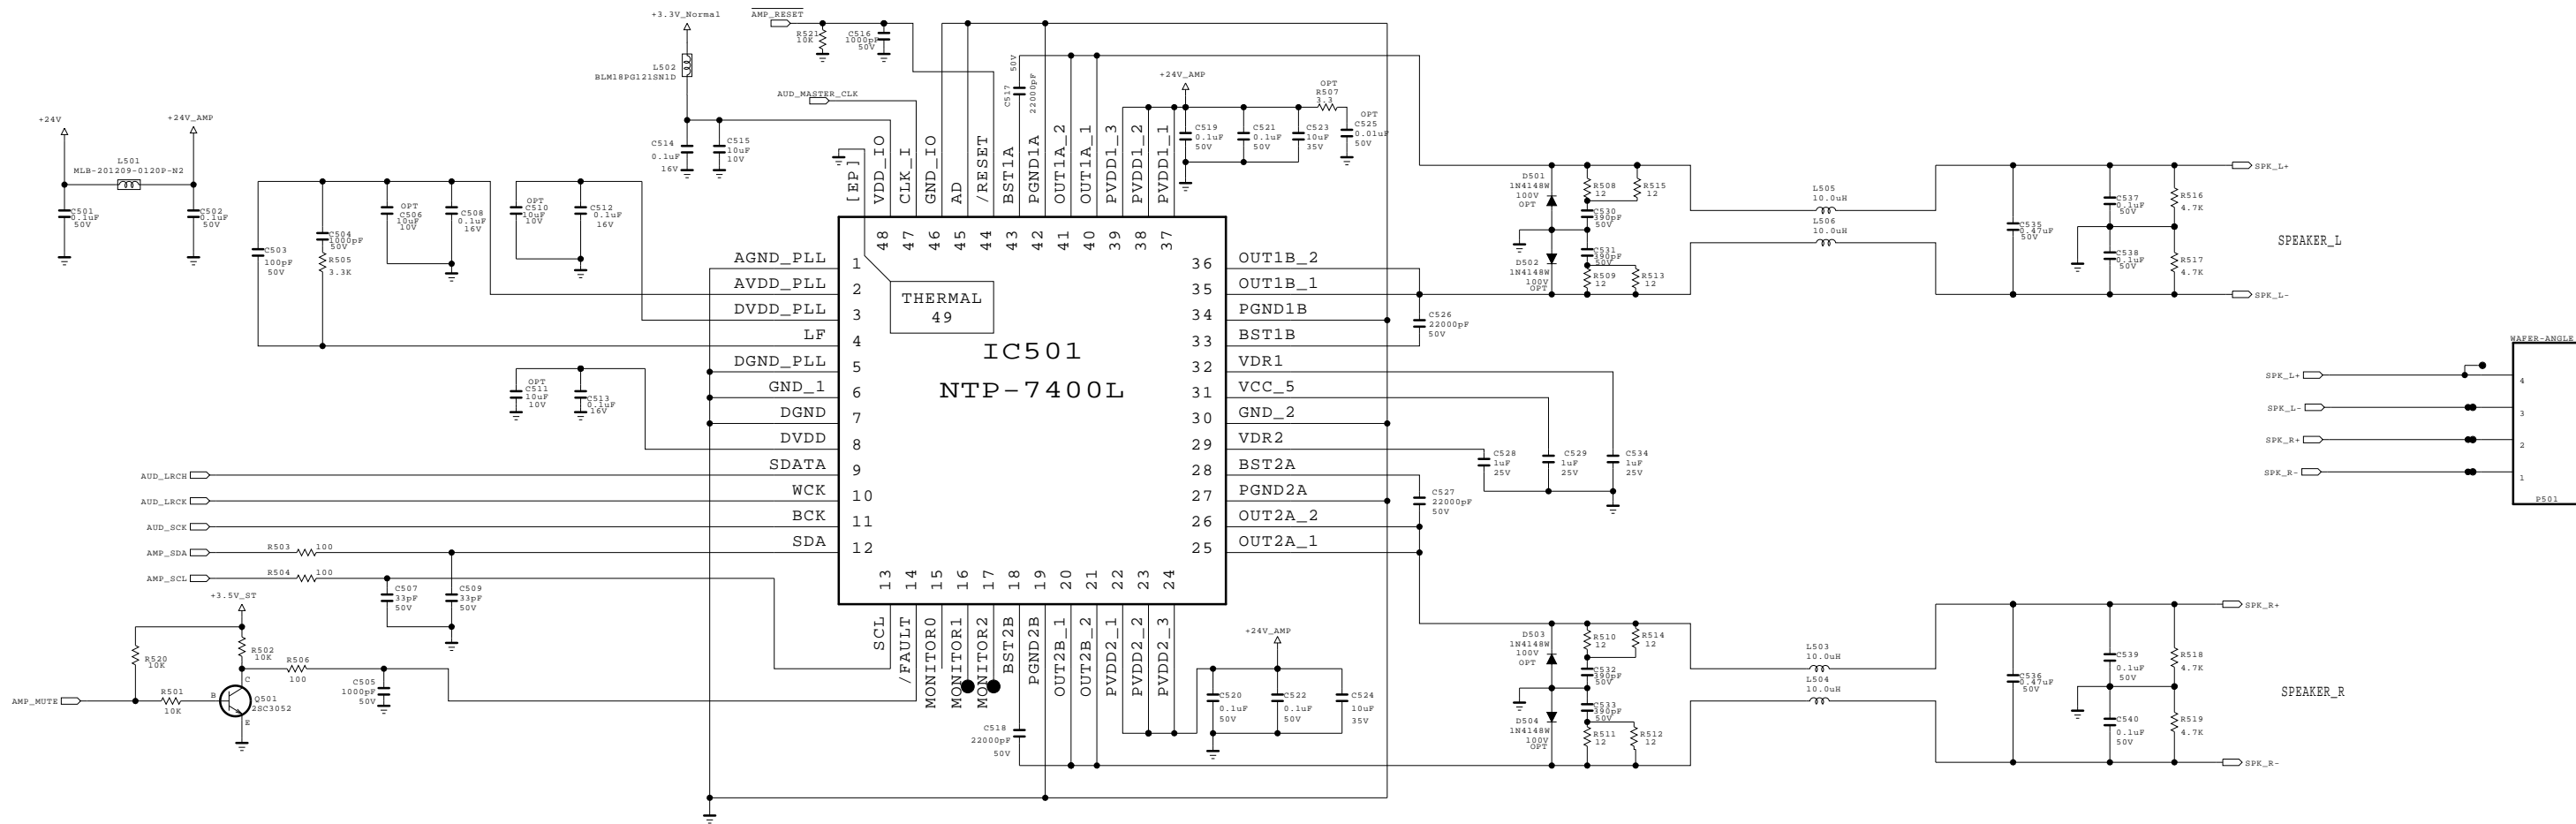 +3.3V_Normal
AMP_RESET
R521
10K
C516
1000pF
50V
L502
BLM18PG121SN1D
AUD_MASTER_CLK
C514
0.1uF
16V
C515
10uF
10V
C517
22000pF
50V
+24V_AMP
C519
0.1uF
50V
C521
0.1uF
50V
C523
10uF
35V
OPT
R507
3.3
OPT
C525
0.01uF
50V
+24V
+24V_AMP
L501
MLB-201209-0120P-N2
C501
0.1uF
50V
C502
0.1uF
50V
C503
100pF
50V
C504
1000pF
50V
R505
3.3K
OPT
C506
10uF
10V
C508
0.1uF
16V
OPT
C510
10uF
10V
C512
0.1uF
16V
OPT
C511
10uF
10V
C513
0.1uF
16V
[EP]
VDD_IO
CLK_I
GND_IO
AD
/RESET
BST1A
PGND1A
OUT1A_2
OUT1A_1
PVDD1_3
PVDD1_2
PVDD1_1
48
47
46
45
44
43
42
41
40
39
38
37
AGND_PLL
AVDD_PLL
DVDD_PLL
LF
DGND_PLL
GND_1
DGND
DVDD
SDATA
WCK
BCK
SDA
1
2
3
4
5
6
7
8
9
10
11
12
THERMAL
49
IC501
NTP-7400L
36
35
34
33
32
31
30
29
28
27
26
25
OUT1B_2
OUT1B_1
PGND1B
BST1B
VDR1
VCC_5
GND_2
VDR2
BST2A
PGND2A
OUT2A_2
OUT2A_1
13
14
15
16
17
18
19
20
21
22
23
24
SCL
/FAULT
MONITOR0
MONITOR1
MONITOR2
BST2B
PGND2B
OUT2B_1
OUT2B_2
PVDD2_1
PVDD2_2
PVDD2_3
AUD_LRCH
AUD_LRCK
AUD_SCK
AMP_SDA
R503
100
AMP_SCL
R504
100
C507
33pF
50V
C509
33pF
50V
+3.5V_ST
R520
10K
R502
10K
R506
100
C505
1000pF
50V
AMP_MUTE
R501
10K
B
C
E
Q501
2SC3052
C518
22000pF
50V
+24V_AMP
C520
0.1uF
50V
C522
0.1uF
50V
C524
10uF
35V
C526
22000pF
50V
C527
22000pF
50V
C528
1uF
25V
C529
1uF
25V
C534
1uF
25V
D501
1N4148W
100V
OPT
R508
12
R515
12
C530
390pF
50V
C531
390pF
50V
D502
1N4148W
100V
OPT
R509
12
R513
12
L505
10.0uH
L506
10.0uH
C535
0.47uF
50V
C537
0.1uF
50V
C538
0.1uF
50V
R516
4.7K
R517
4.7K
SPK_L+
SPK_L-
SPEAKER_L
D503
1N4148W
100V
OPT
R510
12
R514
12
C532
390pF
50V
C533
390pF
50V
D504
1N4148W
100V
OPT
R511
12
R512
12
L503
10.0uH
L504
10.0uH
C536
0.47uF
50V
C539
0.1uF
50V
C540
0.1uF
50V
R518
4.7K
R519
4.7K
SPK_R+
SPK_R-
SPEAKER_R
WAFER-ANGLE
SPK_L+
4
SPK_L-
3
SPK_R+
2
SPK_R-
1
P501